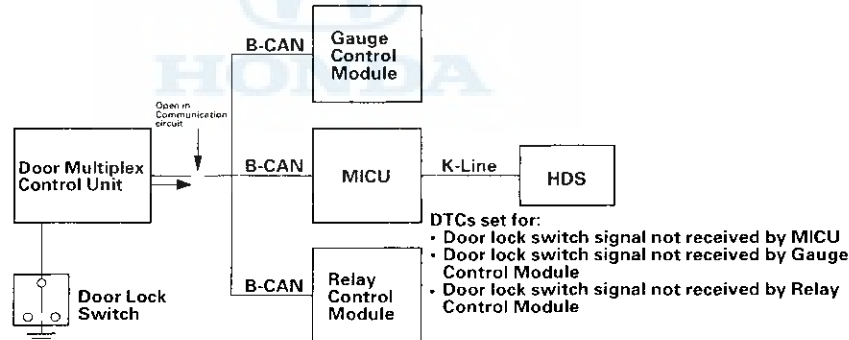 HONDA
B-CAN
Gauge
Control
Module
Open in
Communication
circuit
Door Multiplex
Control Unit
B-CAN
MICU
K-Line
HDS
DTCs set for:
• Door lock switch signal not received by MICU
• Door lock switch signal not received by Gauge
Control Module
• Door lock switch signal not received by Relay
Control Module
B-CAN
Relay
Control
Module
Door Lock
Switch